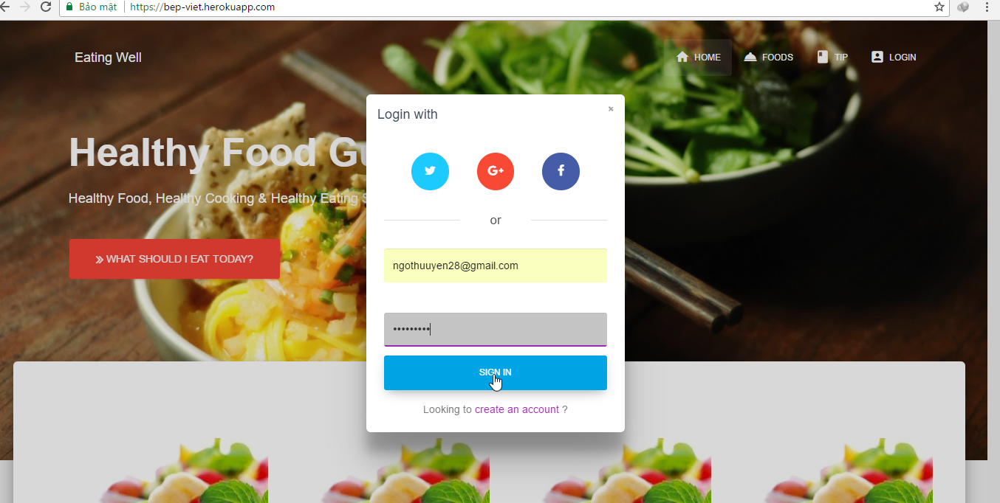 Bảo mật https://bep-viet.herokuapp.com
Eating Well
HOME
FOODS
TIP
LOGIN
Login with
×
Healthy Food Gu
Healthy Food, Healthy Cooking & Healthy Eating
WHAT SHOULD I EAT TODAY?
G+
f
or
ngothuuyen28@gmail.com
•••••••••
SIGN IN
Looking to create an account ?